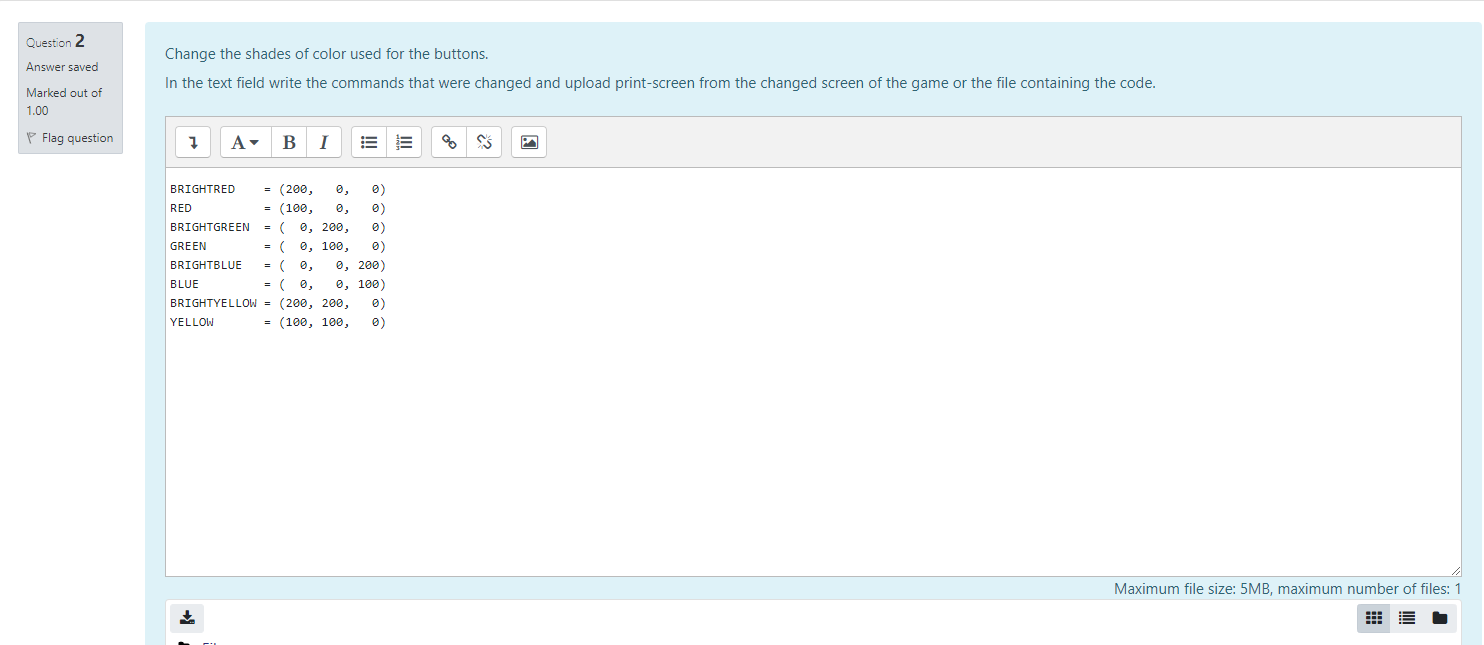 Question 2
Answer saved
Marked out of
1.00
Flag question
Change the shades of color used for the buttons.
In the text field write the commands that were changed and upload print-screen from the changed screen of the game or the file containing the code.
A B I
BRIGHTRED    = (200,   0,   0)
RED          = (100,   0,   0)
BRIGHTGREEN  = (  0, 200,   0)
GREEN        = (  0, 100,   0)
BRIGHTBLUE   = (  0,   0, 200)
BLUE         = (  0,   0, 100)
BRIGHTYELLOW = (200, 200,   0)
YELLOW       = (100, 100,   0)
Maximum file size: 5MB, maximum number of files: 1